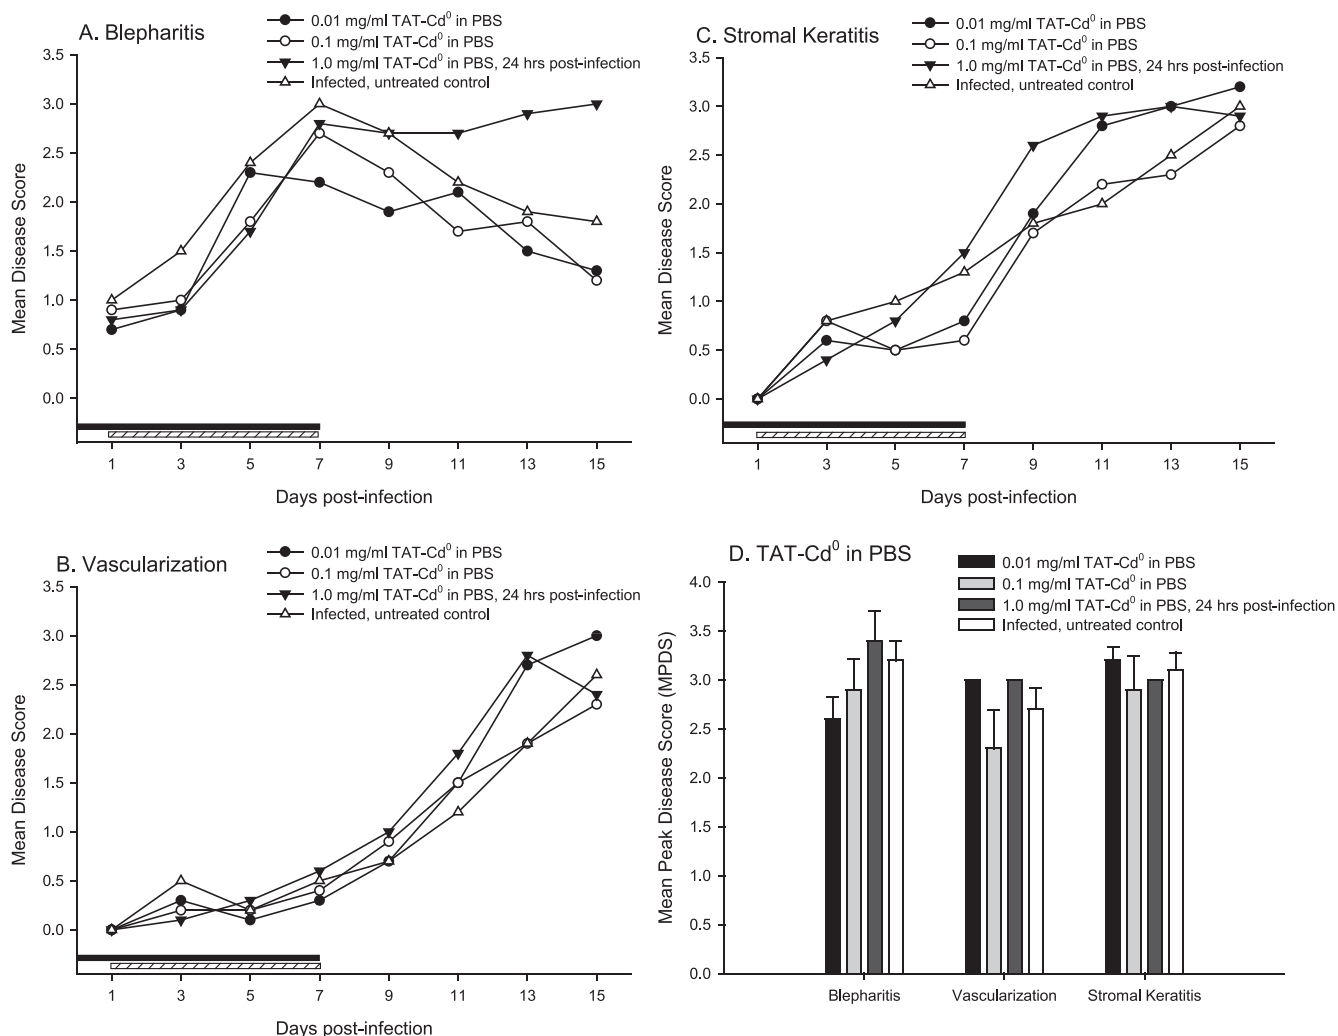 A. Blepharitis
0.01 mg/ml TAT-Cd⁰ in PBS
0.1 mg/ml TAT-Cd⁰ in PBS
1.0 mg/ml TAT-Cd⁰ in PBS, 24 hrs post-infection
Infected, untreated control
Mean Disease Score
3.5
3.0
2.5
2.0
1.5
1.0
0.5
0.0
1 3 5 7 9 11 13 15
Days post-infection
C. Stromal Keratitis
0.01 mg/ml TAT-Cd⁰ in PBS
0.1 mg/ml TAT-Cd⁰ in PBS
1.0 mg/ml TAT-Cd⁰ in PBS, 24 hrs post-infection
Infected, untreated control
Mean Disease Score
3.5
3.0
2.5
2.0
1.5
1.0
0.5
0.0
1 3 5 7 9 11 13 15
Days post-infection
B. Vascularization
0.01 mg/ml TAT-Cd⁰ in PBS
0.1 mg/ml TAT-Cd⁰ in PBS
1.0 mg/ml TAT-Cd⁰ in PBS, 24 hrs post-infection
Infected, untreated control
Mean Disease Score
3.5
3.0
2.5
2.0
1.5
1.0
0.5
0.0
1 3 5 7 9 11 13 15
Days post-infection
D. TAT-Cd⁰ in PBS
0.01 mg/ml TAT-Cd⁰ in PBS
0.1 mg/ml TAT-Cd⁰ in PBS
1.0 mg/ml TAT-Cd⁰ in PBS, 24 hrs post-infection
Infected, untreated control
Mean Peak Disease Score (MPDS)
4.0
3.5
3.0
2.5
2.0
1.5
1.0
0.5
0.0
Blepharitis Vascularization Stromal Keratitis